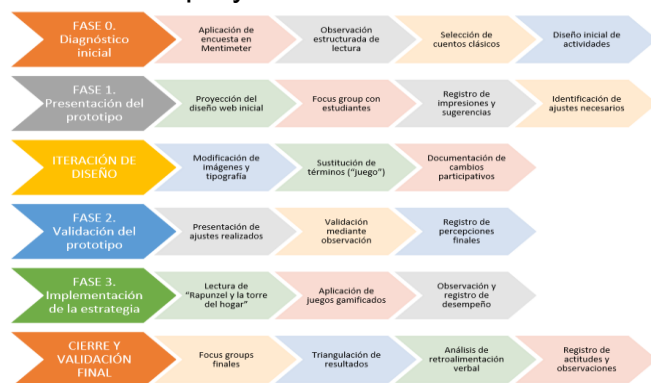 FASE 0.
Diagnóstico
inicial
Aplicación de
encuesta en
Mentimeter
Observación
estructurada de
lectura
Selección de
cuentos clásicos
Diseño inicial de
actividades
FASE 1.
Presentación del
prototipo
Proyección del
diseño web inicial
Focus group con
estudiantes
Registro de
impresiones y
sugerencias
Identificación de
ajustes necesarios
ITERACIÓN DE
DISEÑO
Modificación de
imágenes y
tipografía
Sustitución de
términos ("juego")
Documentación de
cambios
participativos
FASE 2.
Validación del
prototipo
Presentación de
ajustes realizados
Validación
mediante
observación
Registro de
percepciones
finales
FASE 3.
Implementación
de la estrategia
Lectura de
"Rapunzel y la torre
del hogar"
Aplicación de
juegos gamificados
Observación y
registro de
desempeño
CIERRE Y
VALIDACIÓN
FINAL
Focus groups
finales
Triangulación de
resultados
Análisis de
retroalimentación
verbal
Registro de
actitudes y
observaciones